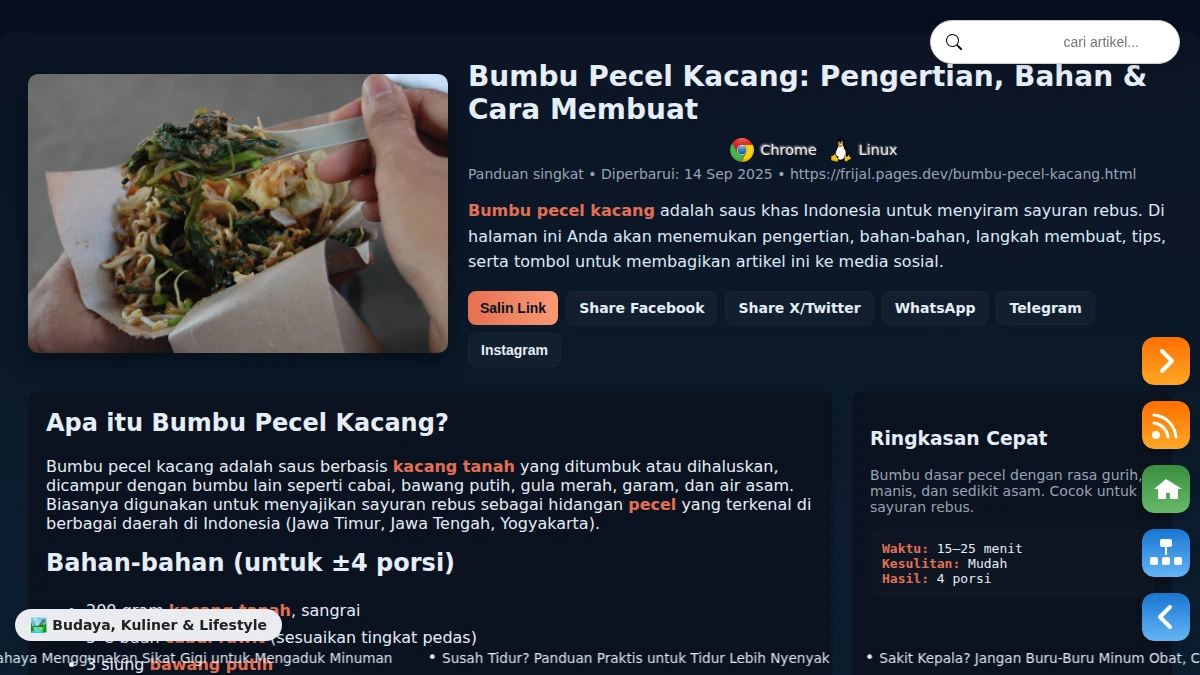 cari artikel...
Bumbu Pecel Kacang: Pengertian, Bahan &
Cara Membuat
Chrome Linux
Panduan singkat • Diperbarui: 14 Sep 2025 • https://frijal.pages.dev/bumbu-pecel-kacang.html
Bumbu pecel kacang adalah saus khas Indonesia untuk menyiram sayuran rebus. Di
halaman ini Anda akan menemukan pengertian, bahan-bahan, langkah membuat, tips,
serta tombol untuk membagikan artikel ini ke media sosial.
Salin Link Share Facebook Share X/Twitter WhatsApp Telegram
Instagram
Apa itu Bumbu Pecel Kacang?
Bumbu pecel kacang adalah saus berbasis kacang tanah yang ditumbuk atau dihaluskan,
dicampur dengan bumbu lain seperti cabai, bawang putih, gula merah, garam, dan air asam.
Biasanya digunakan untuk menyajikan sayuran rebus sebagai hidangan pecel yang terkenal di
berbagai daerah di Indonesia (Jawa Timur, Jawa Tengah, Yogyakarta).
Bahan-bahan (untuk ±4 porsi)
• 200 gram kacang tanah, sangrai
(sesuaikan tingkat pedas)
• 3 siung bawang putih
Ringkasan Cepat
Bumbu dasar pecel dengan rasa gurih,
manis, dan sedikit asam. Cocok untuk
sayuran rebus.
Waktu: 15–25 menit
Kesulitan: Mudah
Hasil: 4 porsi
🏞️ Budaya, Kuliner & Lifestyle
Menggunakan Sikat Gigi untuk Mengaduk Minuman • Susah Tidur? Panduan Praktis untuk Tidur Lebih Nyenyak • Sakit Kepala? Jangan Buru-Buru Minum Obat,